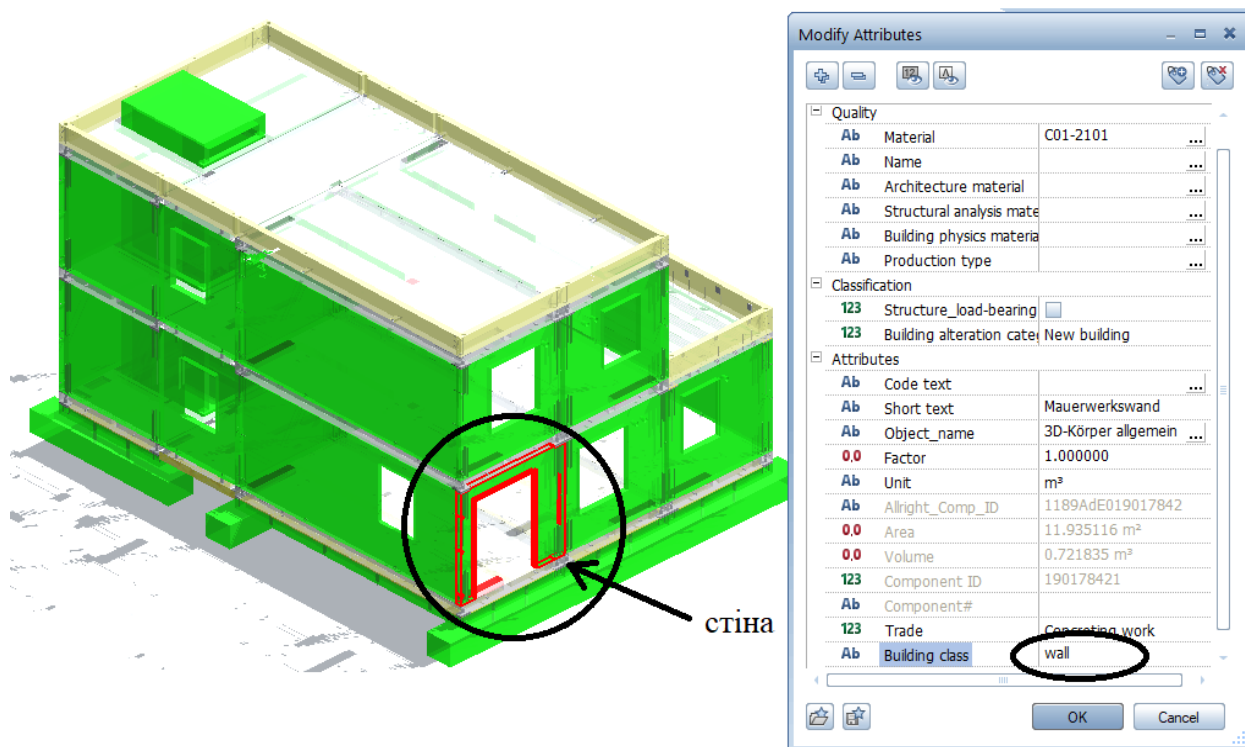 Modify Attributes
Quality
Ab Material C01-2101 ...
Ab Name ...
Ab Architecture material ...
Ab Structural analysis mate ...
Ab Building physics materia ...
Ab Production type ...
Classification
123 Structure_load-bearing
123 Building alteration cate New building
Attributes
Ab Code text ...
Ab Short text Mauerwerkswand
Ab Object_name 3D-Körper allgemein ...
0,0 Factor 1.000000
Ab Unit m³
Ab Allright_Comp_ID 1189AdE019017842
0,0 Area 11.935116 m²
0,0 Volume 0.721835 m³
123 Component ID 190178421
Ab Component#
123 Trade Concreting work
Ab Building class wall
OK Cancel
стіна